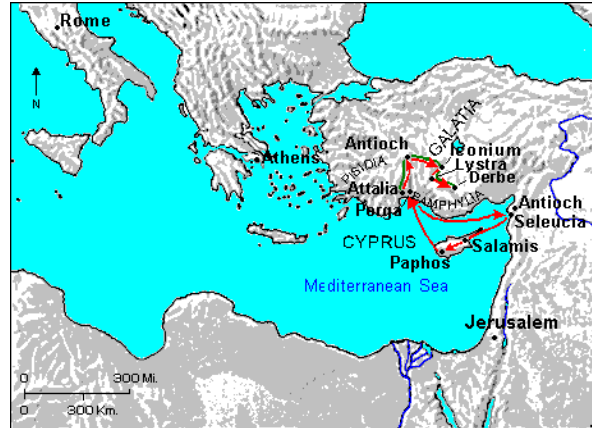 Rome
N
Athens
Antioch
GALATIA
Iconium
Lystra
Derbe
PISIDIA
Attalia
PAMPHYLIA
Perga
Antioch
Seleucia
CYPRUS
Salamis
Paphos
Mediterranean Sea
Jerusalem
0 300 Mi.
0 300 Km.